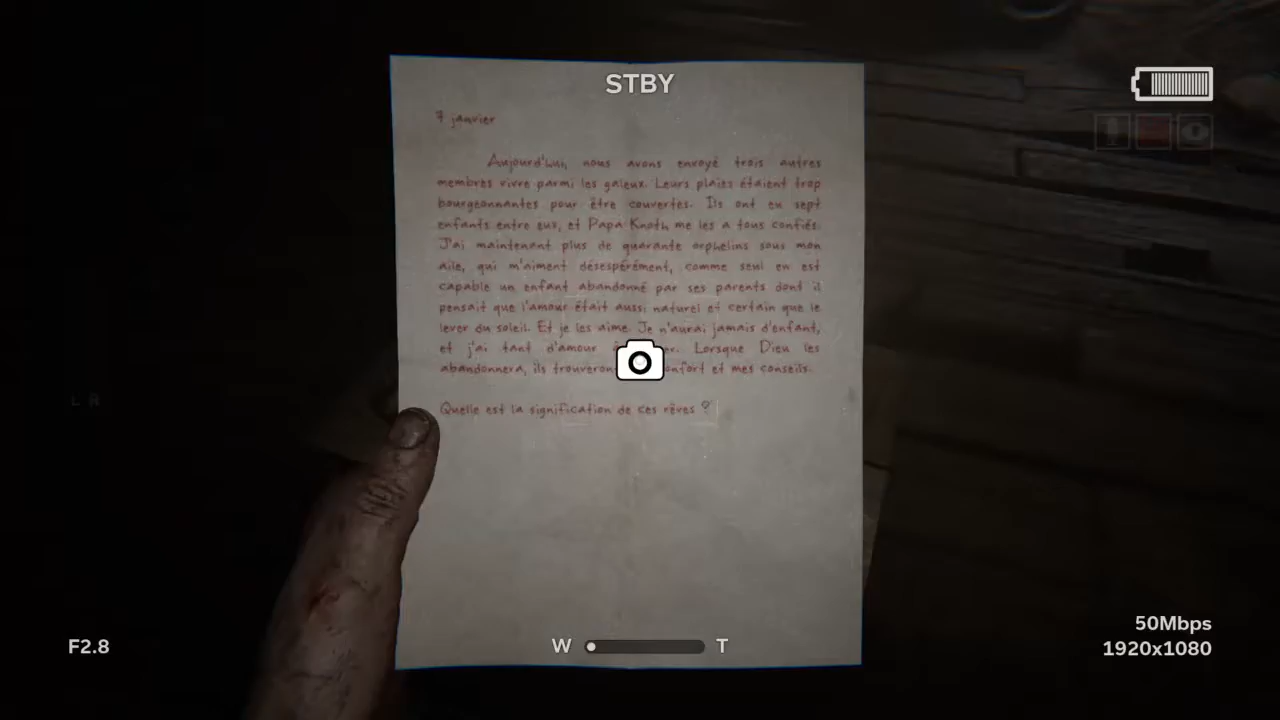 STBY
7 janvier
Aujourd'hui, nous avons envoyé trois autres
membres vivre parmi les galeux. Leurs plaies étaient trop
bourgeonnantes pour être couvertes. Ils ont eu sept
enfants entre eux, et Papa Knoth me les a tous confiés.
J'ai maintenant plus de quarante orphelins sous mon
aile, qui m'aiment désespérément, comme seul en est
capable un enfant abandonné par ses parents dont il
pensait que l'amour était aussi naturel et certain que le
lever du soleil. Et je les aime. Je n'aurai jamais d'enfant,
et j'ai tant d'amour Lorsque Dieu les
abandonnera, ils et mes conseils.
Quelle est la signification de ces rêves ?
F2.8
W T
50Mbps
1920x1080